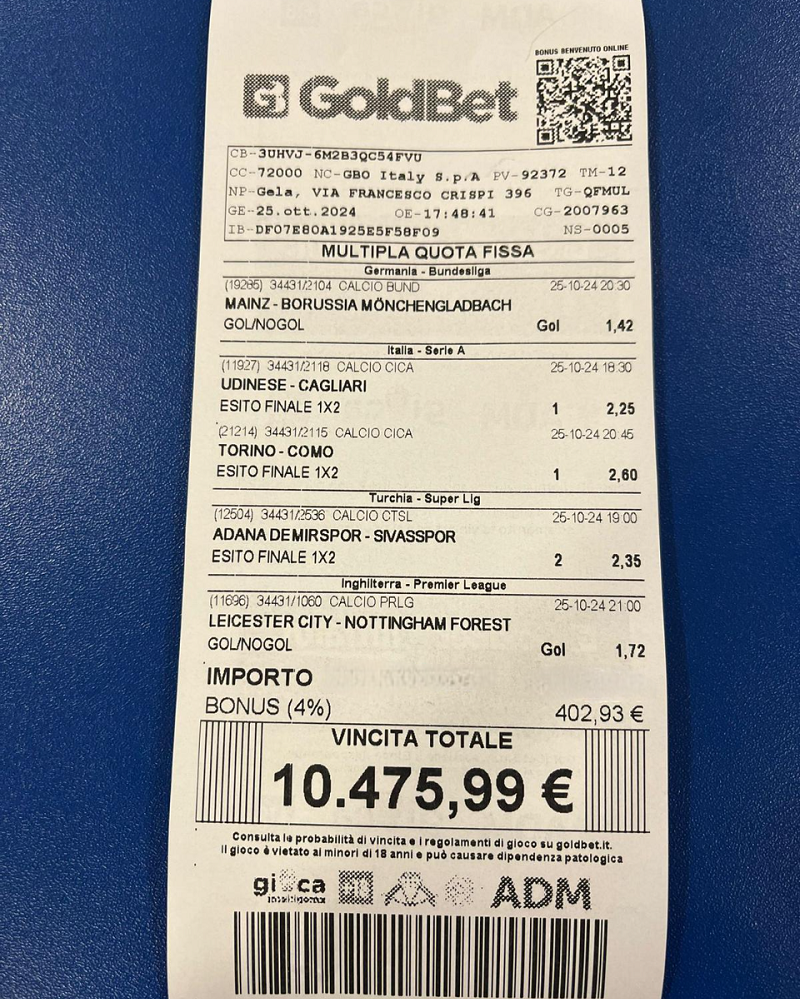 BONUS BENVENUTO ONLINE
GoldBet
CB-3UHVJ-6M2B3QC54FVU
CC-72000 NC-GBO Italy S.p.A PV-92372 TM-12
NP-Gela, VIA FRANCESCO CRISPI 396 TG-QFMUL
GE-25.ott.2024 OE-17:48:41 CG-2007963
IB-DF07E80A1925E5F58F09 NS-0005
MULTIPLA QUOTA FISSA
Germania - Bundesliga
(19285) 34431/2104 CALCIO BUND 25-10-24 20:30
MAINZ - BORUSSIA MÖNCHENGLADBACH
GOL/NOGOL Gol 1,42
Italia - Serie A
(11927) 34431/2118 CALCIO CICA 25-10-24 18:30
UDINESE - CAGLIARI
ESITO FINALE 1X2 1 2,25
(21214) 34431/2115 CALCIO CICA 25-10-24 20:45
TORINO - COMO
ESITO FINALE 1X2 1 2,60
Turchia - Super Lig
(12504) 34431/2536 CALCIO CTSL 25-10-24 19:00
ADANA DEMIRSPOR - SIVASSPOR
ESITO FINALE 1X2 2 2,35
Inghilterra - Premier League
(11696) 34431/1060 CALCIO PRLG 25-10-24 21:00
LEICESTER CITY - NOTTINGHAM FOREST
GOL/NOGOL Gol 1,72
IMPORTO
BONUS (4%) 402,93 €
VINCITA TOTALE
10.475,99 €
Consulta le probabilità di vincita e i regolamenti di gioco su goldbet.it.
Il gioco è vietato ai minori di 18 anni e può causare dipendenza patologica
ADM